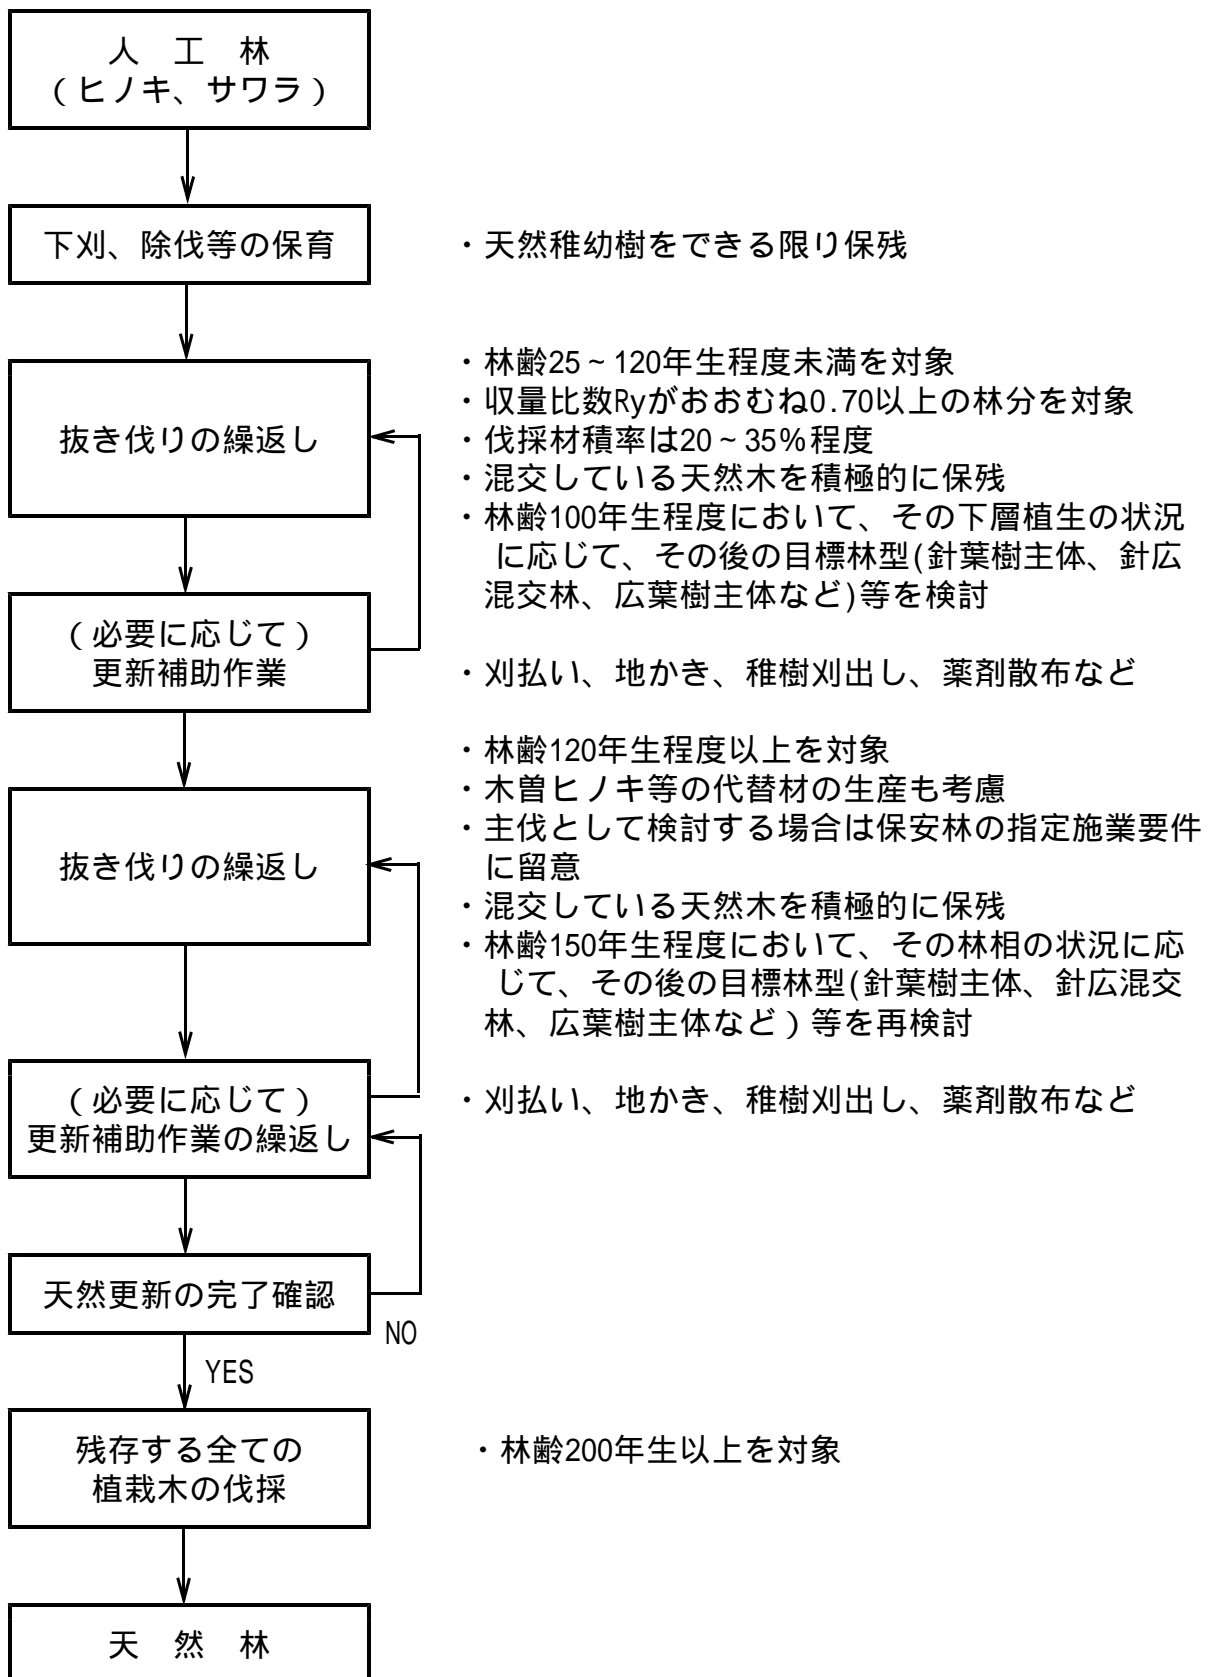 人　工　林
（ヒノキ、サワラ）
下刈、除伐等の保育
・天然稚幼樹をできる限り保残
抜き伐りの繰返し
・林齢25～120年生程度未満を対象
・収量比数Ryがおおむね0.70以上の林分を対象
・伐採材積率は20～35％程度
・混交している天然木を積極的に保残
・林齢100年生程度において、その下層植生の状況
に応じて、その後の目標林型(針葉樹主体、針広
混交林、広葉樹主体など)等を検討
（必要に応じて）
更新補助作業
・刈払い、地かき、稚樹刈出し、薬剤散布など
抜き伐りの繰返し
・林齢120年生程度以上を対象
・木曽ヒノキ等の代替材の生産も考慮
・主伐として検討する場合は保安林の指定施業要件
に留意
・混交している天然木を積極的に保残
・林齢150年生程度において、その林相の状況に応
じて、その後の目標林型(針葉樹主体、針広混交
林、広葉樹主体など）等を再検討
（必要に応じて）
更新補助作業の繰返し
・刈払い、地かき、稚樹刈出し、薬剤散布など
天然更新の完了確認
NO
YES
残存する全ての
植栽木の伐採
・林齢200年生以上を対象
天　然　林